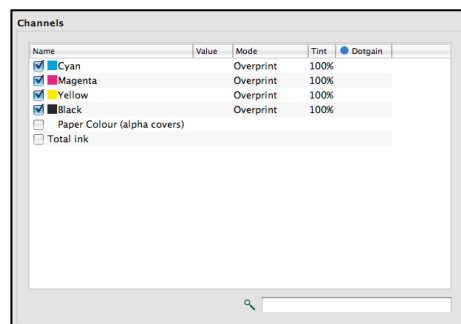 Channels
Name Value Mode Tint Dotgain
Cyan Overprint 100%
Magenta Overprint 100%
Yellow Overprint 100%
Black Overprint 100%
Paper Colour (alpha covers)
Total ink